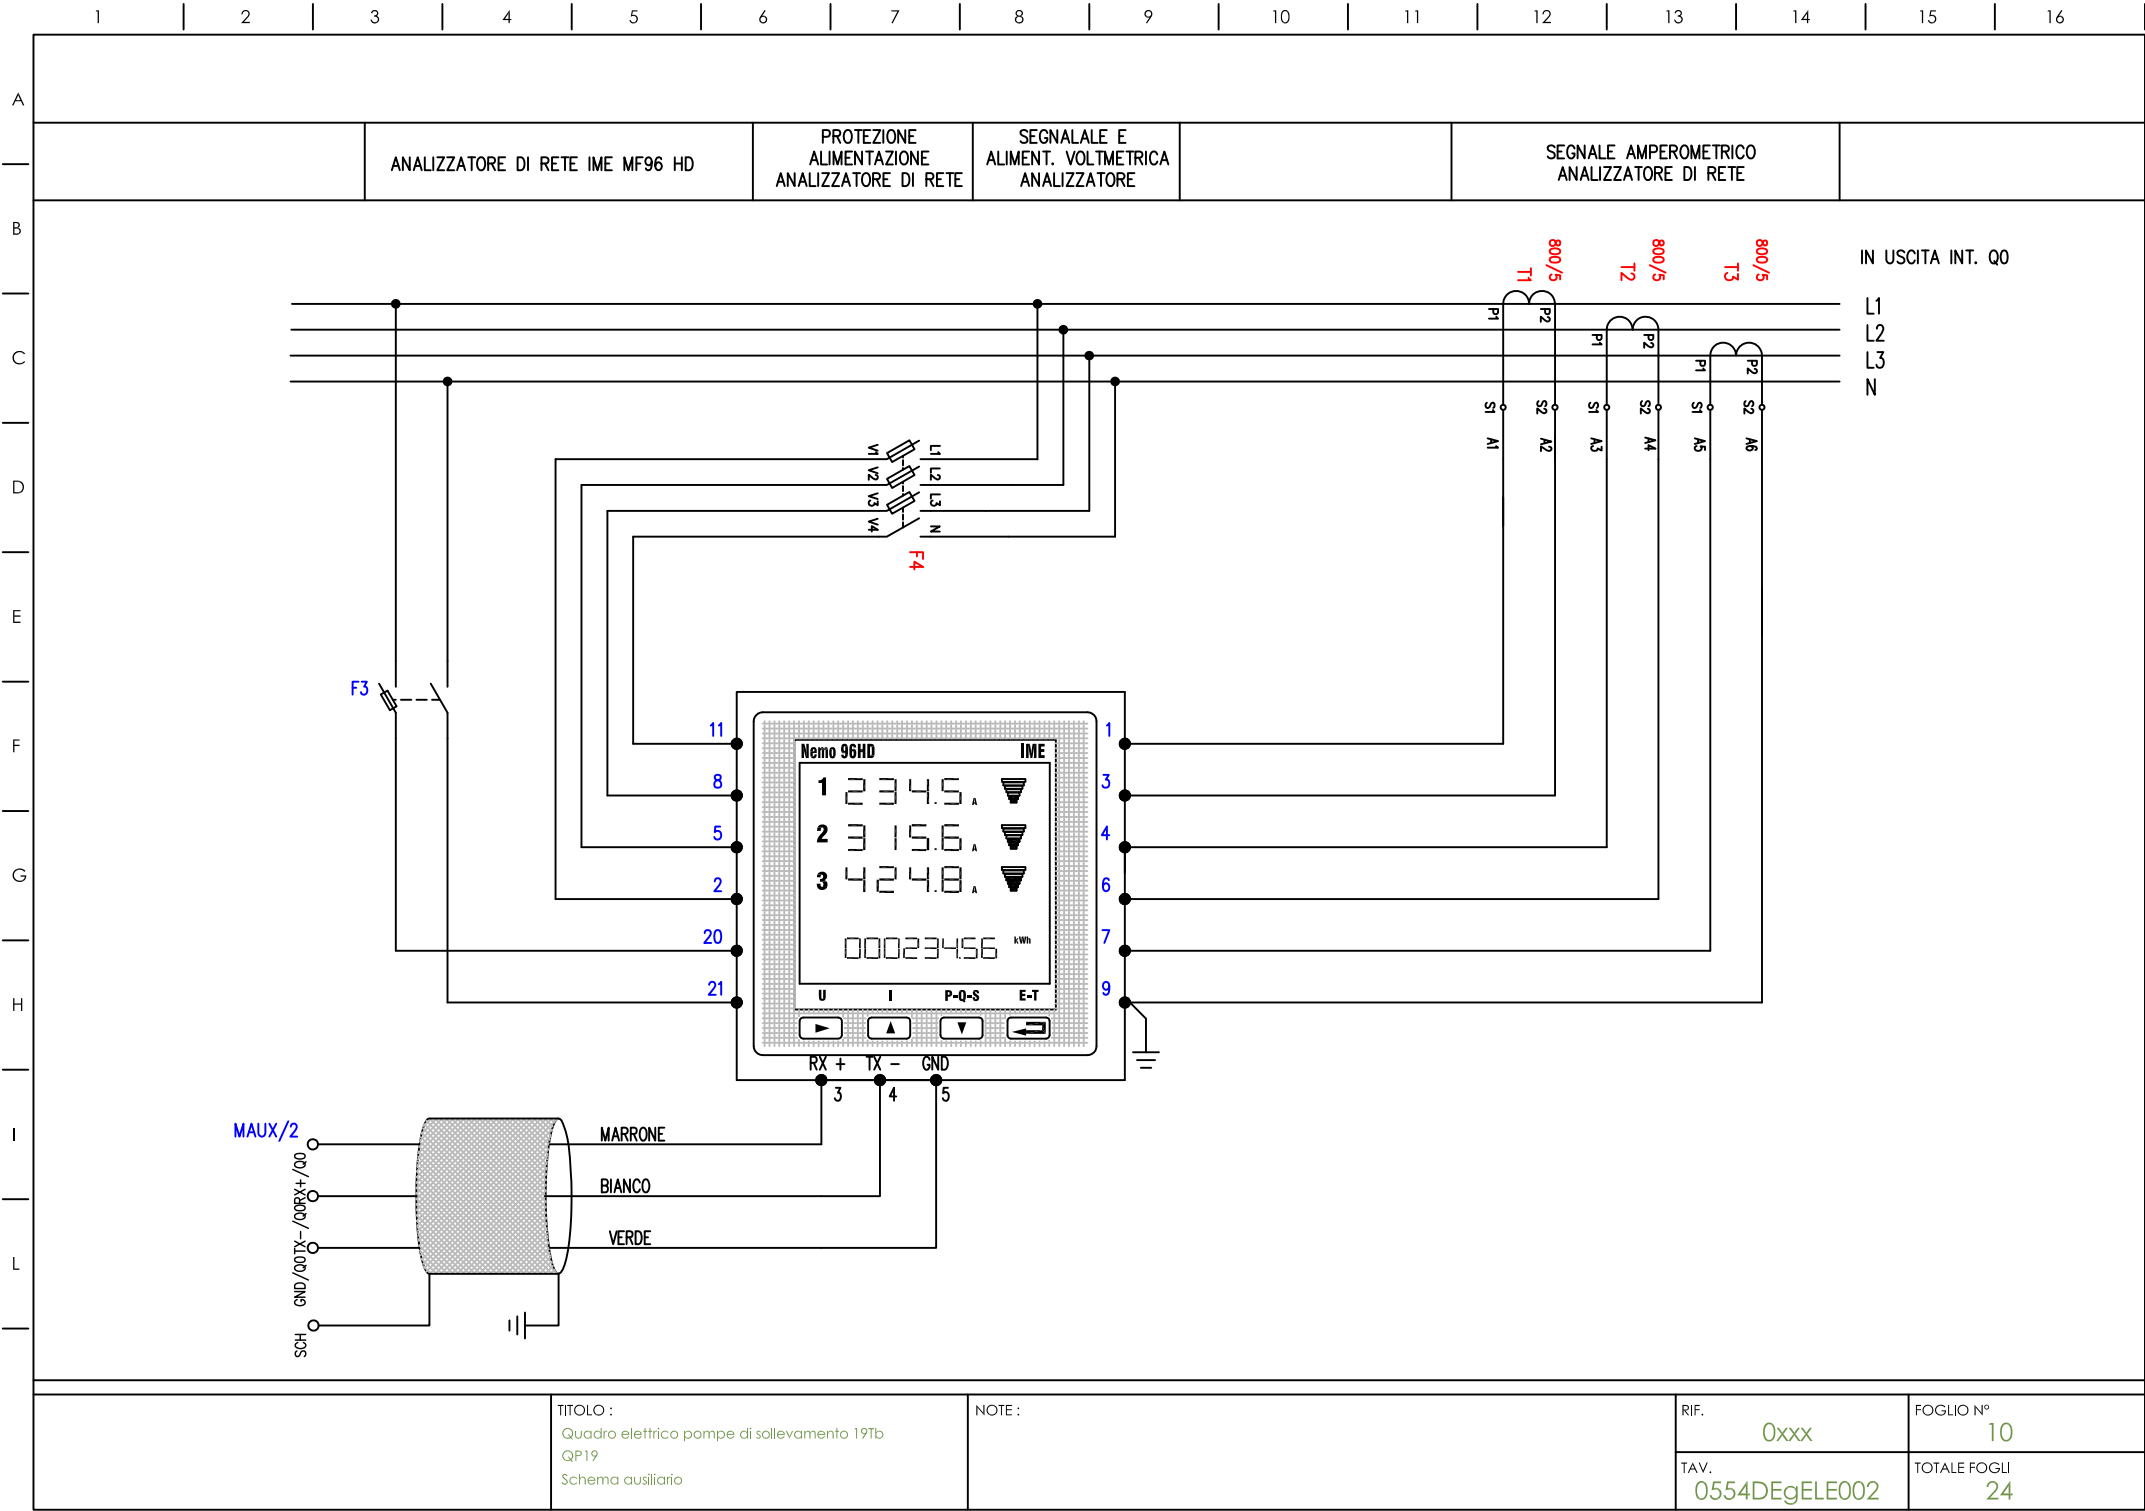 1 2 3 4 5 6 7 8 9 10 11 12 13 14 15 16
A
B
C
D
E
F
G
H
I
L
ANALIZZATORE DI RETE IME MF96 HD
PROTEZIONE
ALIMENTAZIONE
ANALIZZATORE DI RETE
SEGNALALE E
ALIMENT. VOLTMETRICA
ANALIZZATORE
SEGNALE AMPEROMETRICO
ANALIZZATORE DI RETE
T1 800/5
T2 800/5
T3 800/5
IN USCITA INT. Q0
L1
L2
L3
N
P1 P2
P1 P2
P1 P2
S1 S2 S1 S2 S1 S2
A1 A2 A3 A4 A5 A6
V1 L1
V2 L2
V3 L3
V4 N
F4
F3
11
8
5
2
20
21
1
3
4
6
7
9
Nemo 96HD IME
1 234.5 A
2 315.6 A
3 424.8 A
00023456 kWh
U I P-Q-S E-T
RX + TX - GND
3 4 5
MAUX/2
RX+/Q0
TX-/Q0
GND/Q0
SCH
MARRONE
BIANCO
VERDE
TITOLO :
Quadro elettrico pompe di sollevamento 19Tb
QP19
Schema ausiliario
NOTE :
RIF.
0xxx
FOGLIO N°
10
TAV.
0554DEgELE002
TOTALE FOGLI
24